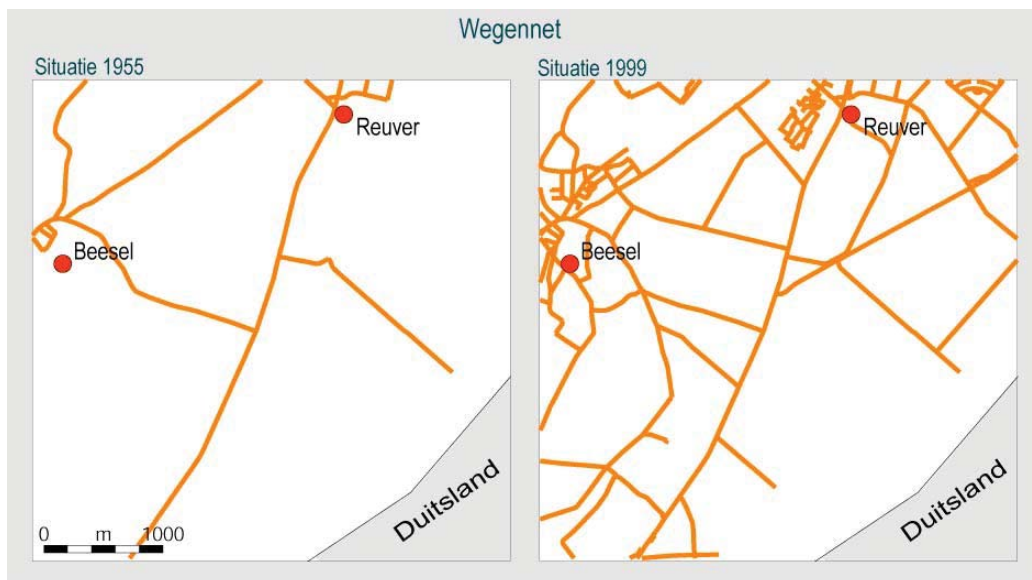 Wegennet
Situatie 1955
Situatie 1999
Reuver
Beesel
0 m 1000
Duitsland
Reuver
Beesel
Duitsland